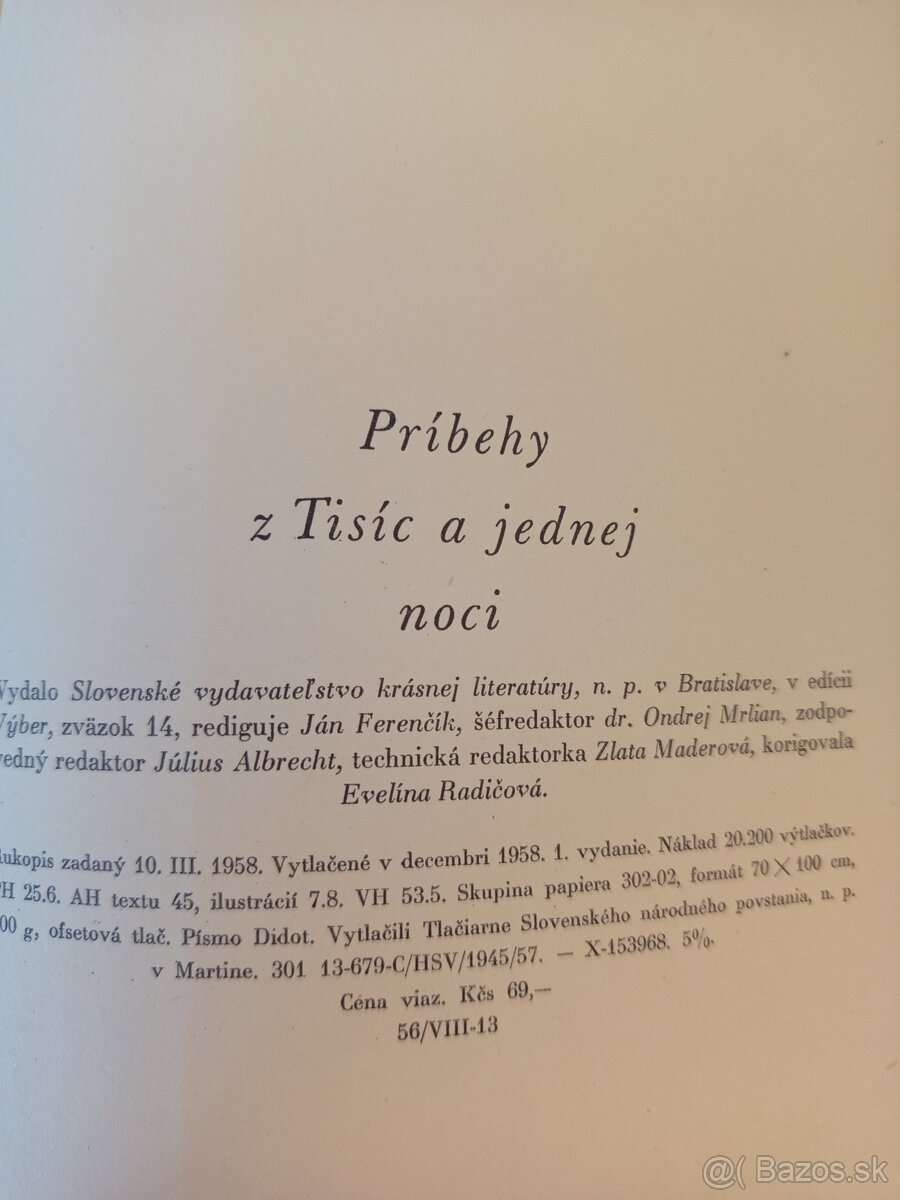 Príbehy
z Tisíc a jednej
noci
Vydalo Slovenské vydavateľstvo krásnej literatúry, n. p. v Bratislave, v edícii
Výber, zväzok 14, rediguje Ján Ferenčík, šéfredaktor dr. Ondrej Mrlian, zodpo-
vedný redaktor Július Albrecht, technická redaktorka Zlata Maderová, korigovala
Evelína Radičová.
Rukopis zadaný 10. III. 1958. Vytlačené v decembri 1958. 1. vydanie. Náklad 20.200 výtlačkov.
PH 25.6. AH textu 45, ilustrácií 7.8. VH 53.5. Skupina papiera 302-02, formát 70 X 100 cm,
g, ofsetová tlač. Písmo Didot. Vytlačili Tlačiarne Slovenského národného povstania, n. p.
v Martine. 301 13-679-C/HSV/1945/57. — X-153968. 5%.
Cena viaz. Kčs 69,—
56/VIII-13
@( Bazos.sk